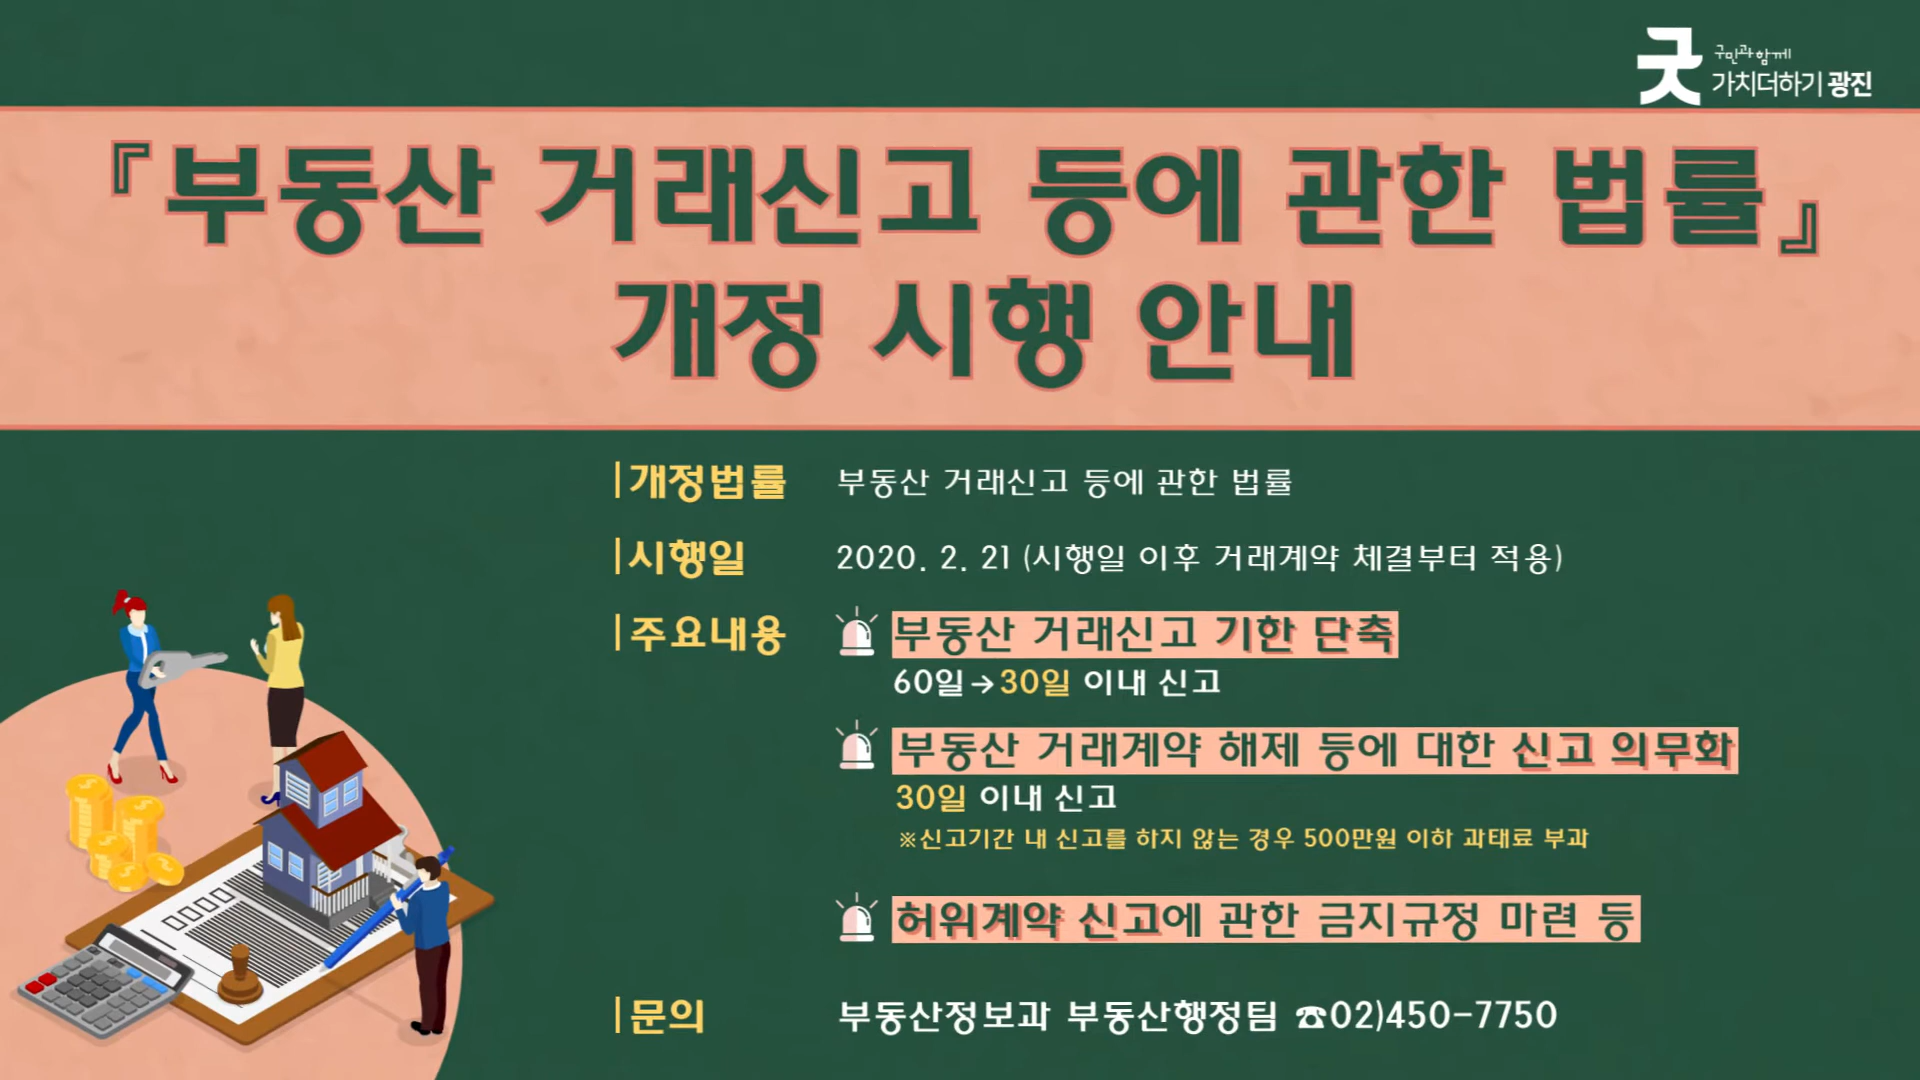 굿 구민과 함께
가치더하기 광진
『부동산 거래신고 등에 관한 법률』
개정 시행 안내
|개정법률 부동산 거래신고 등에 관한 법률
|시행일 2020. 2. 21 (시행일 이후 거래계약 체결부터 적용)
|주요내용 부동산 거래신고 기한 단축
60일→30일 이내 신고
부동산 거래계약 해제 등에 대한 신고 의무화
30일 이내 신고
※신고기간 내 신고를 하지 않는 경우 500만원 이하 과태료 부과
허위계약 신고에 관한 금지규정 마련 등
|문의 부동산정보과 부동산행정팀 ☎02)450-7750